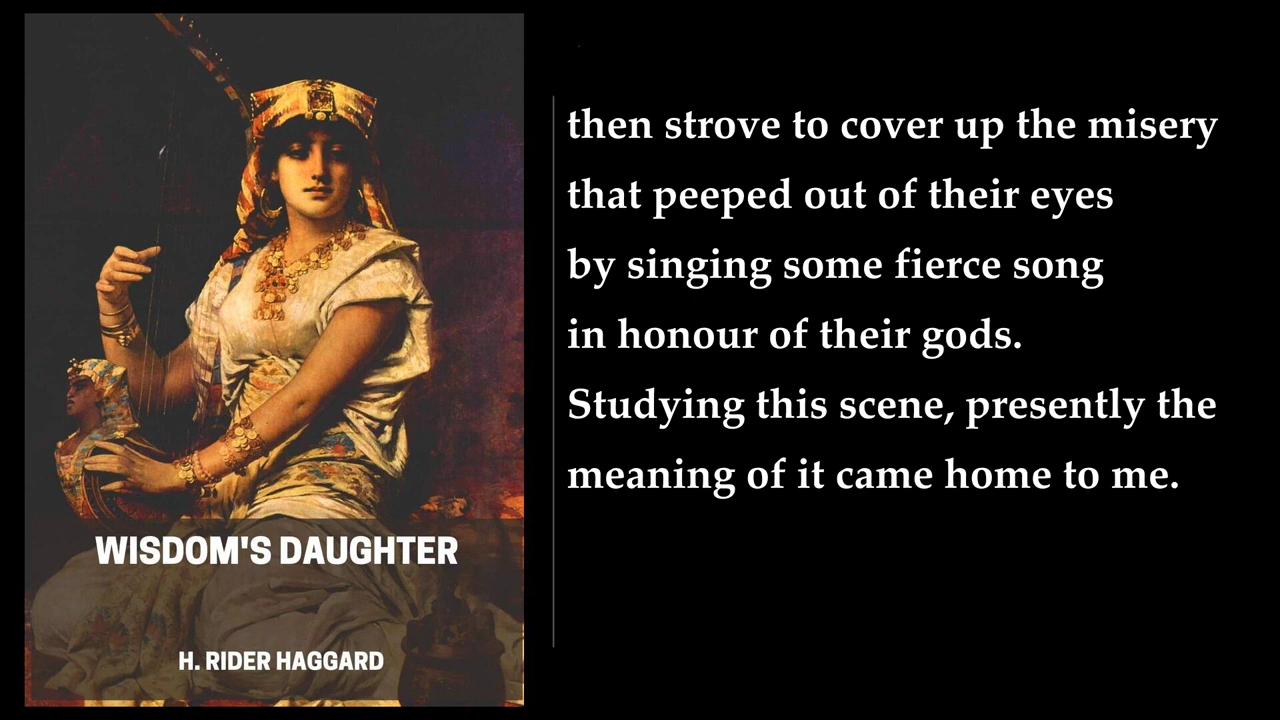 WISDOM'S DAUGHTER
H. RIDER HAGGARD
then strove to cover up the misery
that peeped out of their eyes
by singing some fierce song
in honour of their gods.
Studying this scene, presently the
meaning of it came home to me.